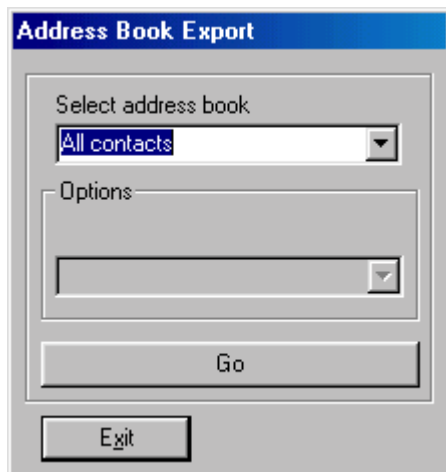 Address Book Export
Select address book
All contacts
Options
Go
Exit